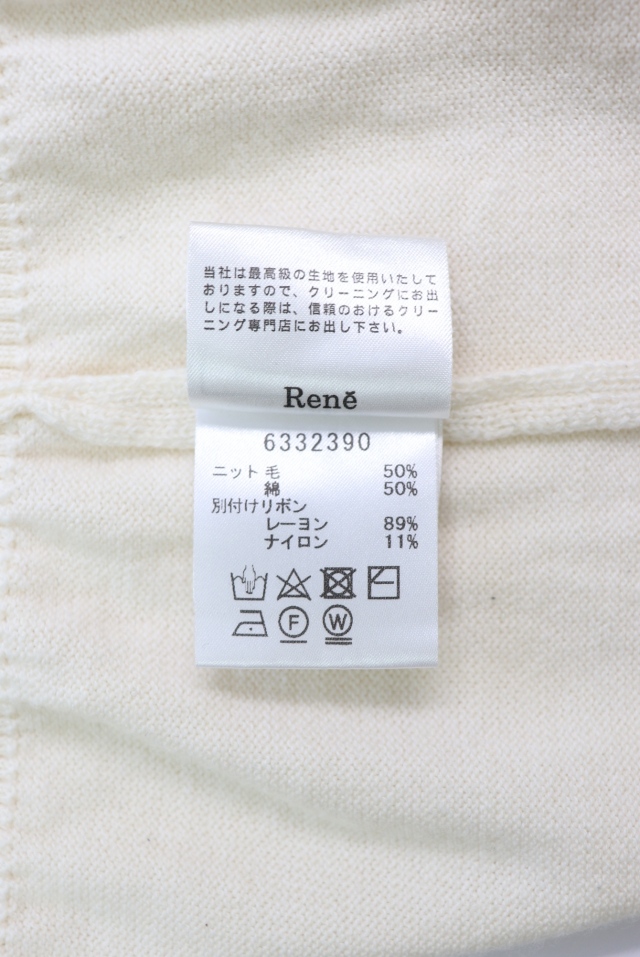 当社は最高級の生地を使用いたして
おりますので、クリーニングにお出
しになる際は、信頼のおけるクリー
ニング専門店にお出し下さい。
Renĕ
6332390
ニット 毛 50%
綿 50%
別付けリボン
レーヨン 89%
ナイロン 11%
F W